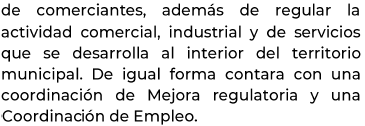 de comerciantes, además de regular la
actividad comercial, industrial y de servicios
que se desarrolla al interior del territorio
municipal. De igual forma contara con una
coordinación de Mejora regulatoria y una
Coordinación de Empleo.